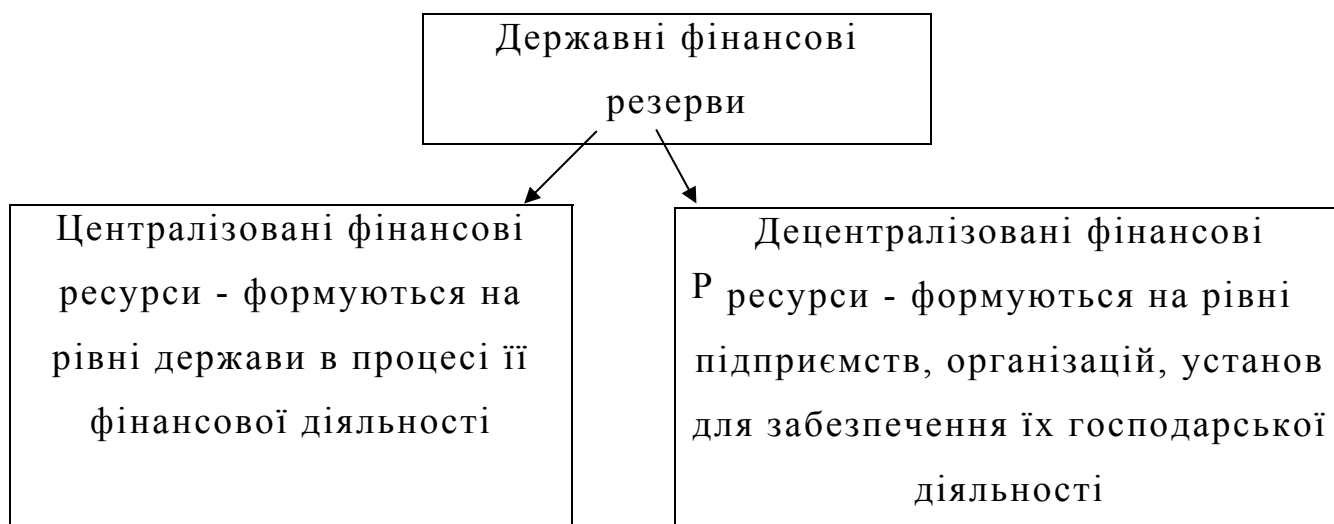 Державні фінансові
резерви
Централізовані фінансові
ресурси - формуються на
рівні держави в процесі її
фінансової діяльності
Децентралізовані фінансові
Р ресурси - формуються на рівні
підприємств, організацій, установ
для забезпечення їх господарської
діяльності